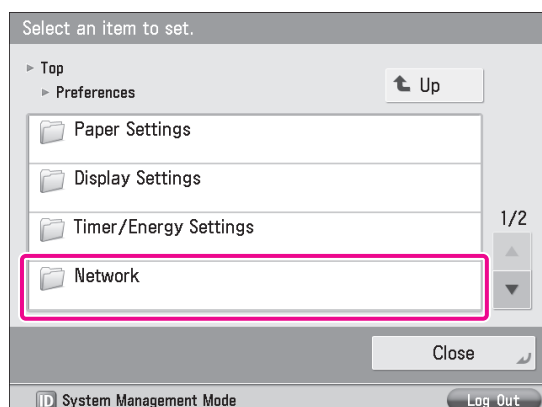 Select an item to set.
Top
Preferences
Up
Paper Settings
Display Settings
Timer/Energy Settings
1/2
Network
Close
ID System Management Mode
Log Out